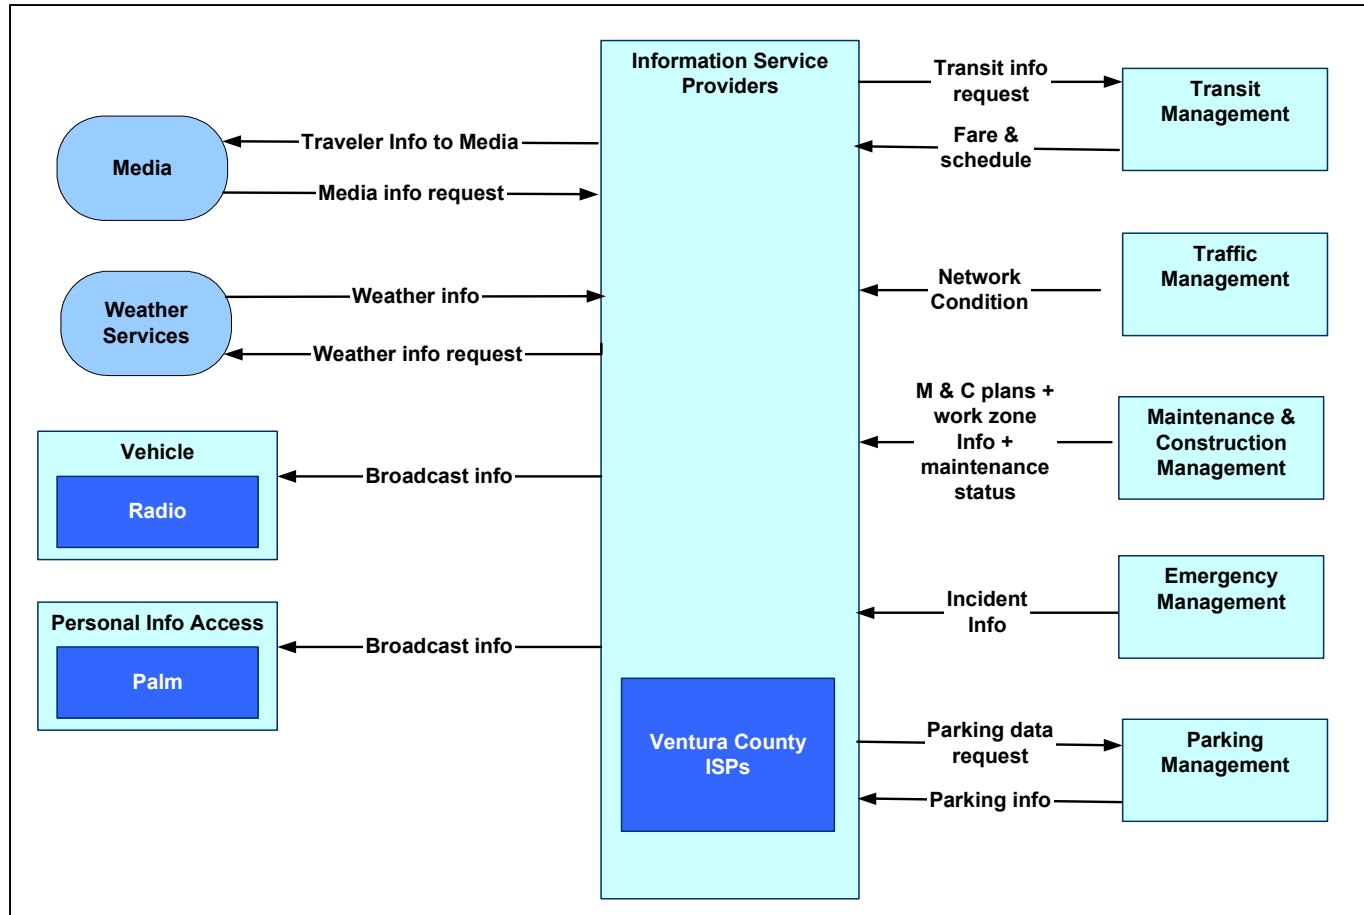 Information Service
Providers
Transit info
request
Transit
Management
Fare &
schedule
Traveler Info to Media
Media
Media info request
Network
Condition
Traffic
Management
Weather info
Weather
Services
Weather info request
M & C plans +
work zone
Info +
maintenance
status
Maintenance &
Construction
Management
Vehicle
Radio
Broadcast info
Incident
Info
Emergency
Management
Personal Info Access
Palm
Broadcast info
Ventura County
ISPs
Parking data
request
Parking
Management
Parking info